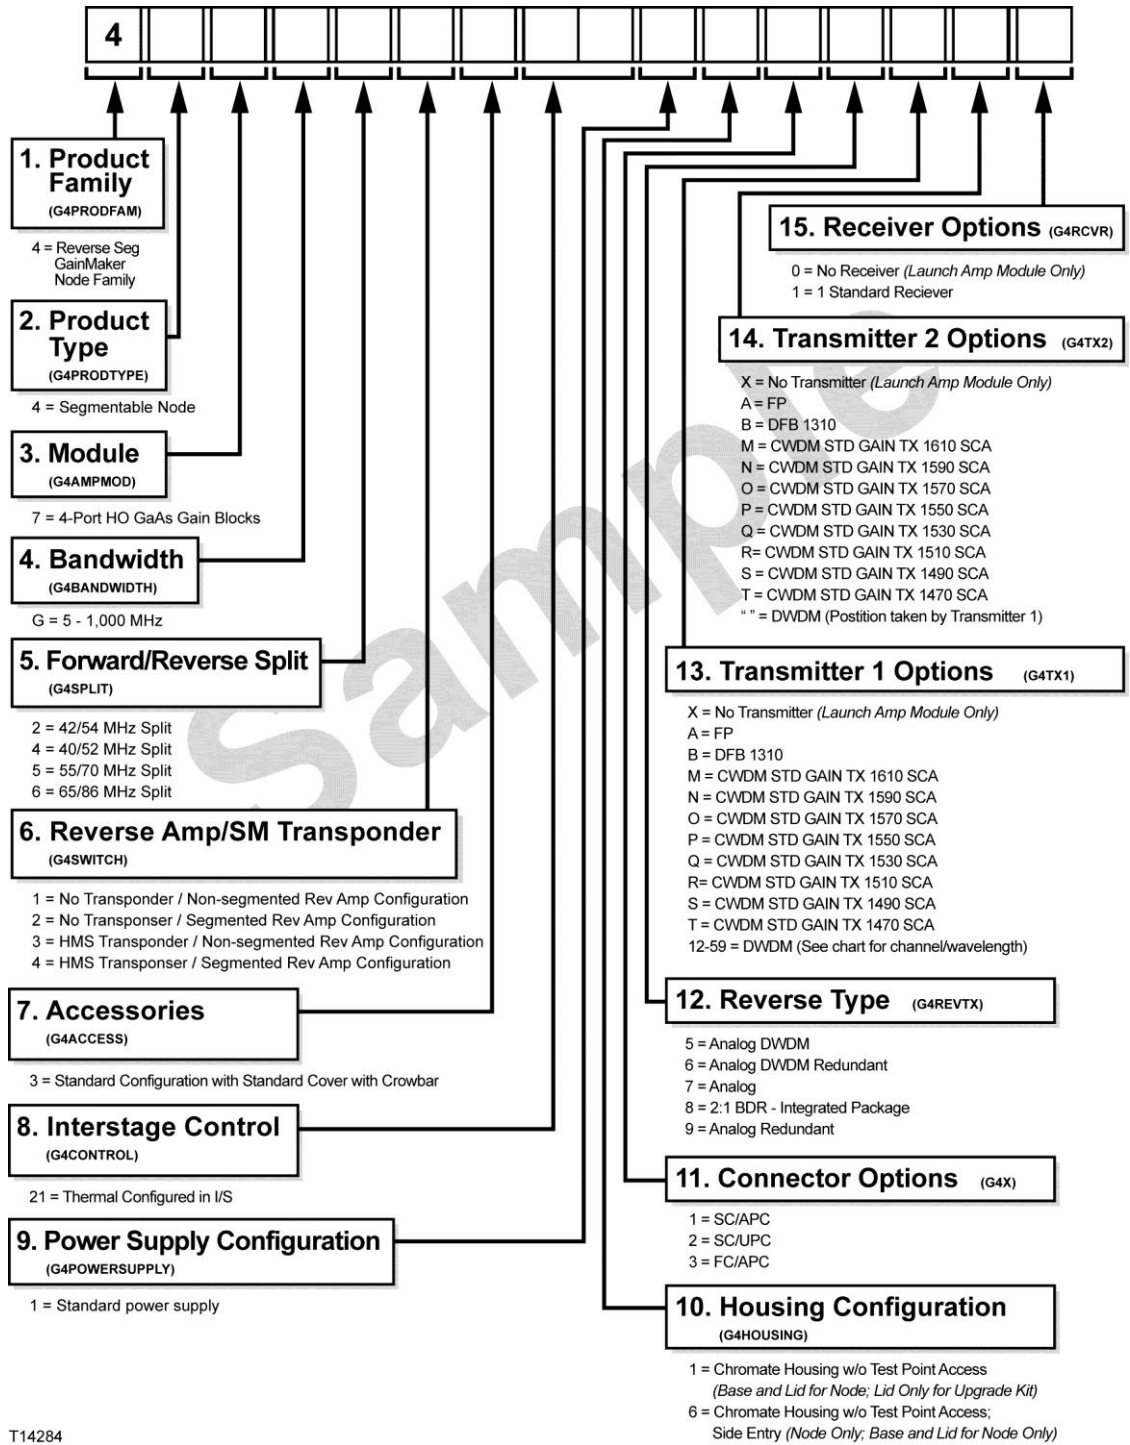 4
1. Product
Family
(G4PRODFAM)
4 = Reverse Seg
GainMaker
Node Family
2. Product
Type
(G4PRODTYPE)
4 = Segmentable Node
3. Module
(G4AMPMOD)
7 = 4-Port HO GaAs Gain Blocks
4. Bandwidth
(G4BANDWIDTH)
G = 5 - 1,000 MHz
5. Forward/Reverse Split
(G4SPLIT)
2 = 42/54 MHz Split
4 = 40/52 MHz Split
5 = 55/70 MHz Split
6 = 65/86 MHz Split
6. Reverse Amp/SM Transponder
(G4SWITCH)
1 = No Transponder / Non-segmented Rev Amp Configuration
2 = No Transponser / Segmented Rev Amp Configuration
3 = HMS Transponder / Non-segmented Rev Amp Configuration
4 = HMS Transponser / Segmented Rev Amp Configuration
7. Accessories
(G4ACCESS)
3 = Standard Configuration with Standard Cover with Crowbar
8. Interstage Control
(G4CONTROL)
21 = Thermal Configured in I/S
9. Power Supply Configuration
(G4POWERSUPPLY)
1 = Standard power supply
15. Receiver Options (G4RCVR)
0 = No Receiver (Launch Amp Module Only)
1 = 1 Standard Reciever
14. Transmitter 2 Options (G4TX2)
X = No Transmitter (Launch Amp Module Only)
A = FP
B = DFB 1310
M = CWDM STD GAIN TX 1610 SCA
N = CWDM STD GAIN TX 1590 SCA
O = CWDM STD GAIN TX 1570 SCA
P = CWDM STD GAIN TX 1550 SCA
Q = CWDM STD GAIN TX 1530 SCA
R= CWDM STD GAIN TX 1510 SCA
S = CWDM STD GAIN TX 1490 SCA
T = CWDM STD GAIN TX 1470 SCA
“ ” = DWDM (Postition taken by Transmitter 1)
13. Transmitter 1 Options (G4TX1)
X = No Transmitter (Launch Amp Module Only)
A = FP
B = DFB 1310
M = CWDM STD GAIN TX 1610 SCA
N = CWDM STD GAIN TX 1590 SCA
O = CWDM STD GAIN TX 1570 SCA
P = CWDM STD GAIN TX 1550 SCA
Q = CWDM STD GAIN TX 1530 SCA
R= CWDM STD GAIN TX 1510 SCA
S = CWDM STD GAIN TX 1490 SCA
T = CWDM STD GAIN TX 1470 SCA
12-59 = DWDM (See chart for channel/wavelength)
12. Reverse Type (G4REVTX)
5 = Analog DWDM
6 = Analog DWDM Redundant
7 = Analog
8 = 2:1 BDR - Integrated Package
9 = Analog Redundant
11. Connector Options (G4X)
1 = SC/APC
2 = SC/UPC
3 = FC/APC
10. Housing Configuration
(G4HOUSING)
1 = Chromate Housing w/o Test Point Access
(Base and Lid for Node; Lid Only for Upgrade Kit)
6 = Chromate Housing w/o Test Point Access;
Side Entry (Node Only; Base and Lid for Node Only)
Sample
T14284